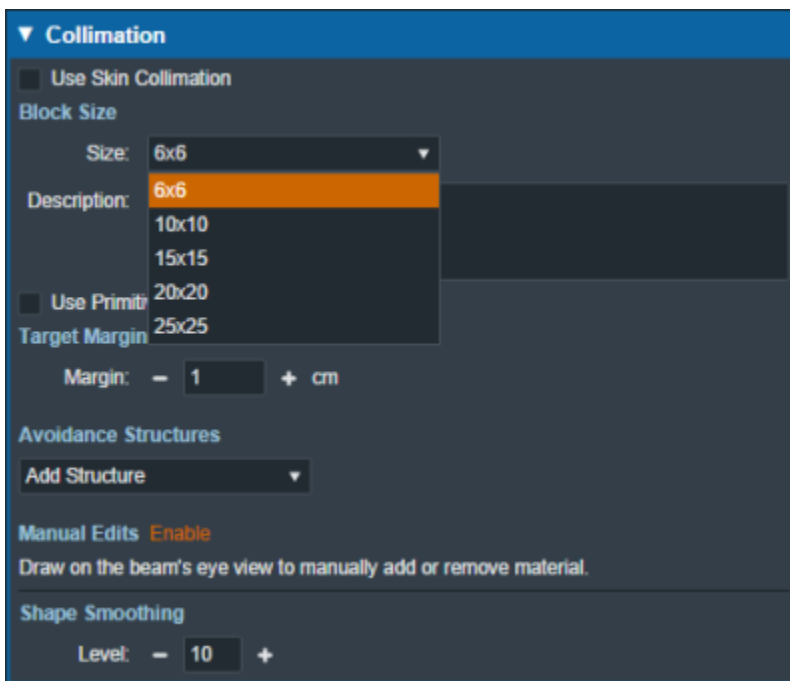 Collimation
Use Skin Collimation
Block Size
Size: 6x6
Description: 6x6
10x10
15x15
20x20
Use
25x25
Target Margin
Margin: – 1 + cm
Avoidance Structures
Add Structure
Manual Edits Enable
Draw on the beam's eye view to manually add or remove material.
Shape Smoothing
Level: – 10 +